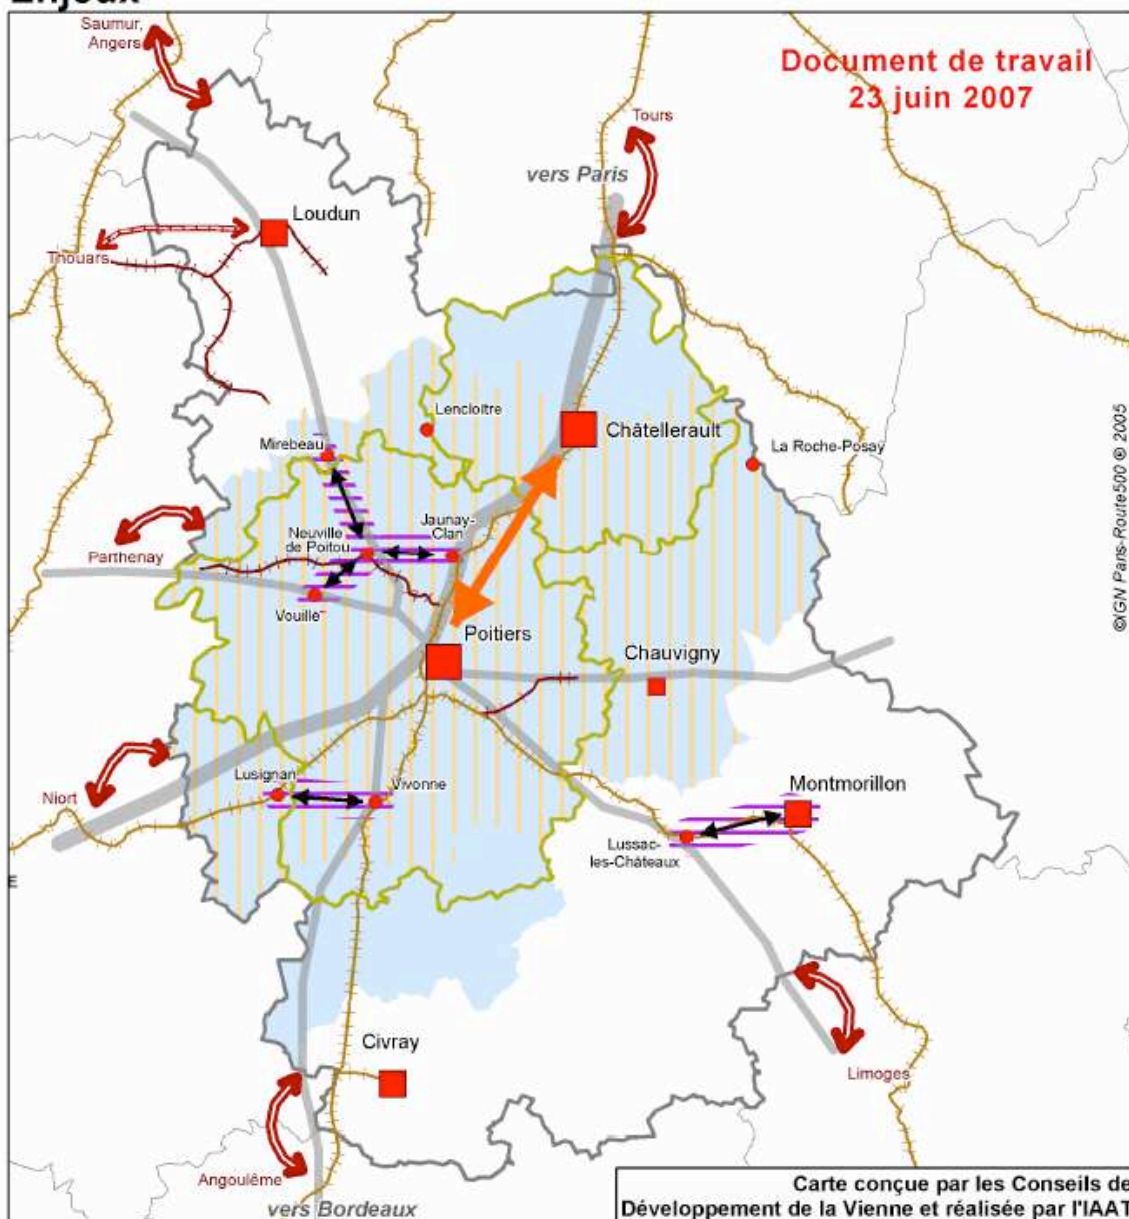 Enjeux
Saumur,
Angers
Document de travail
23 juin 2007
Tours
vers Paris
Loudun
Thouars
Lencloître
Châtellerault
Mirebeau
La Roche-Posay
©IGN Paris-Route500 © 2005
Jaunay-
Clan
Neuville
de Poitou
Parthenay
Vouille
Poitiers
Chauvigny
Lusignan
Vivonne
Niort
Montmorillon
Lussac-
les-Châteaux
E
Civray
Limoges
Angoulême
vers Bordeaux
Carte conçue par les Conseils de
Développement de la Vienne et réalisée par l'IAAT